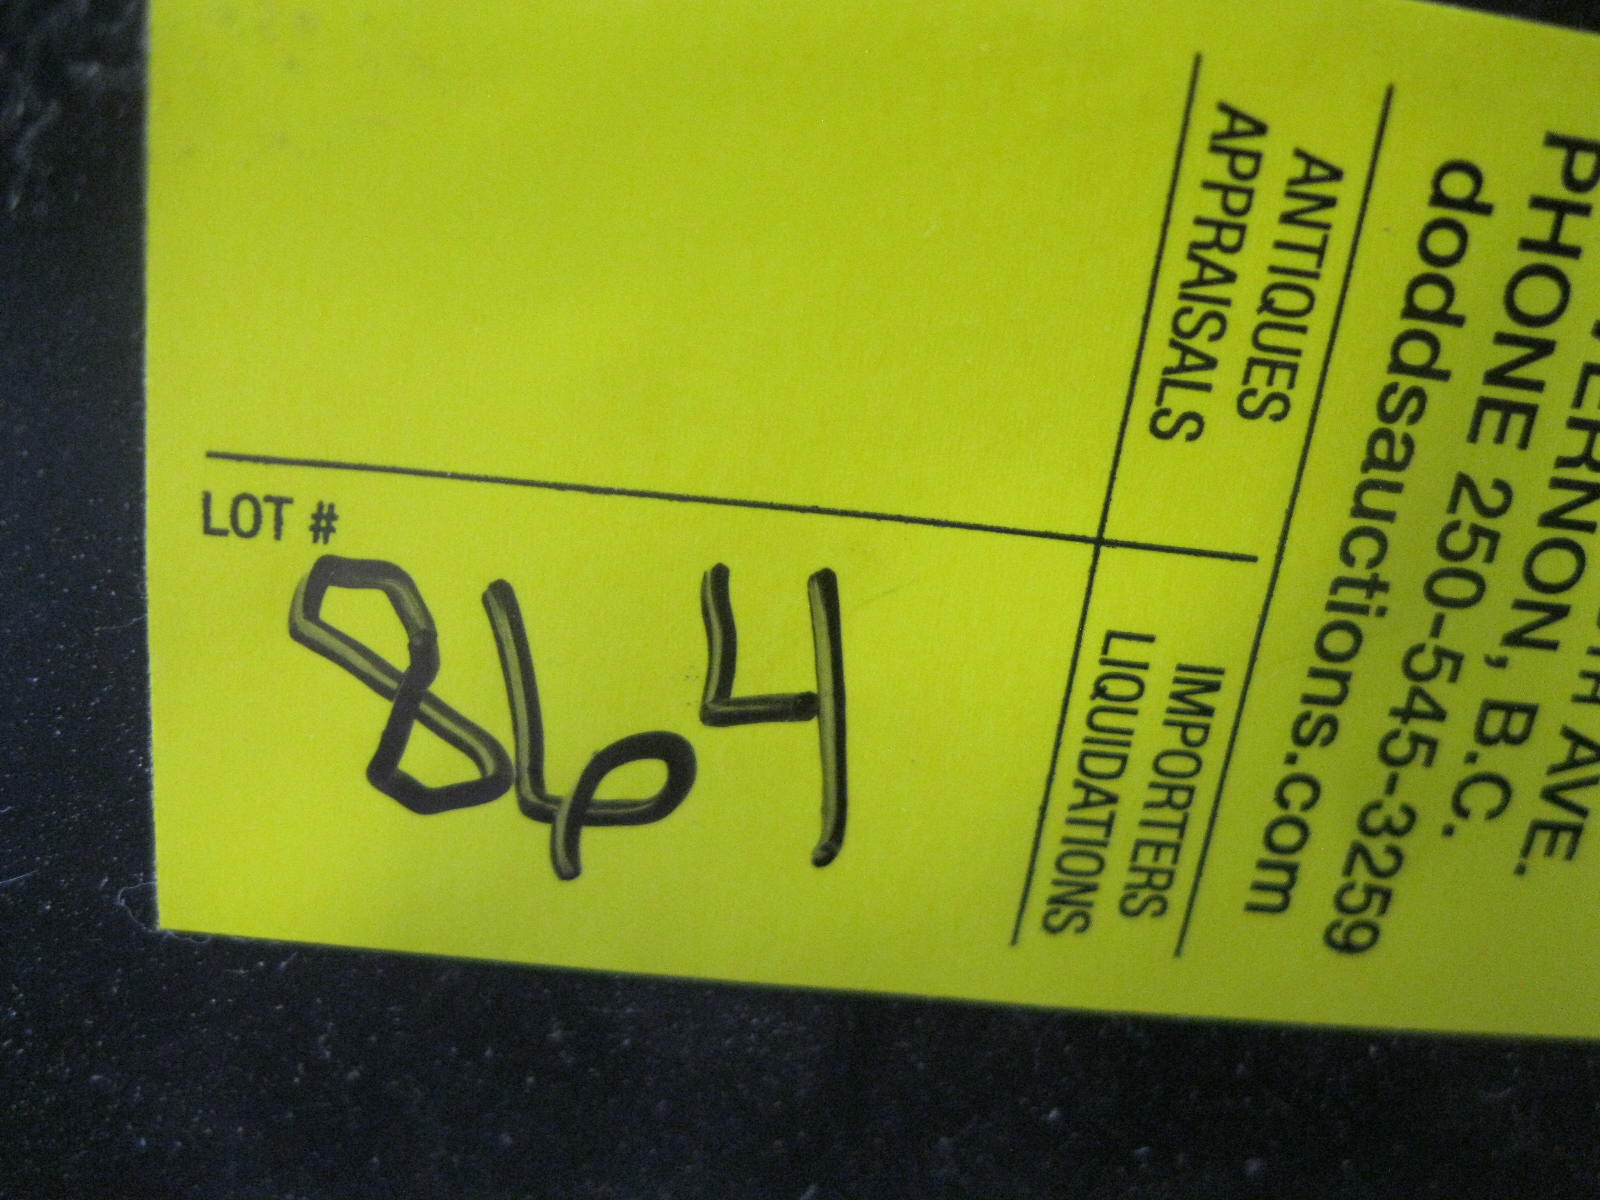 VERNON, B.C.
PHONE 250-545-3259
doddsauctions.com
ANTIQUES
APPRAISALS
IMPORTERS
LIQUIDATIONS
LOT #
864